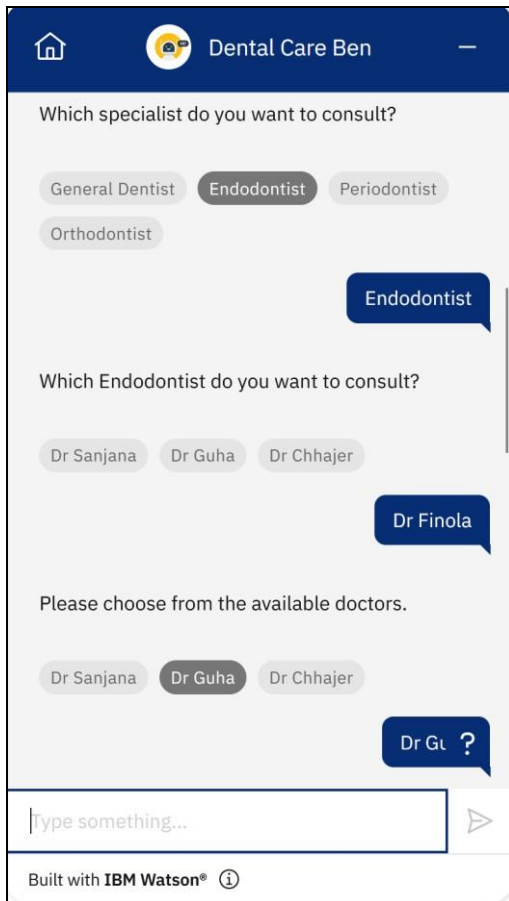 Dental Care Ben
Which specialist do you want to consult?
General Dentist Endodontist Periodontist
Orthodontist
Endodontist
Which Endodontist do you want to consult?
Dr Sanjana Dr Guha Dr Chhajer
Dr Finola
Please choose from the available doctors.
Dr Sanjana Dr Guha Dr Chhajer
Dr ?
Type something...
Built with IBM Watson®